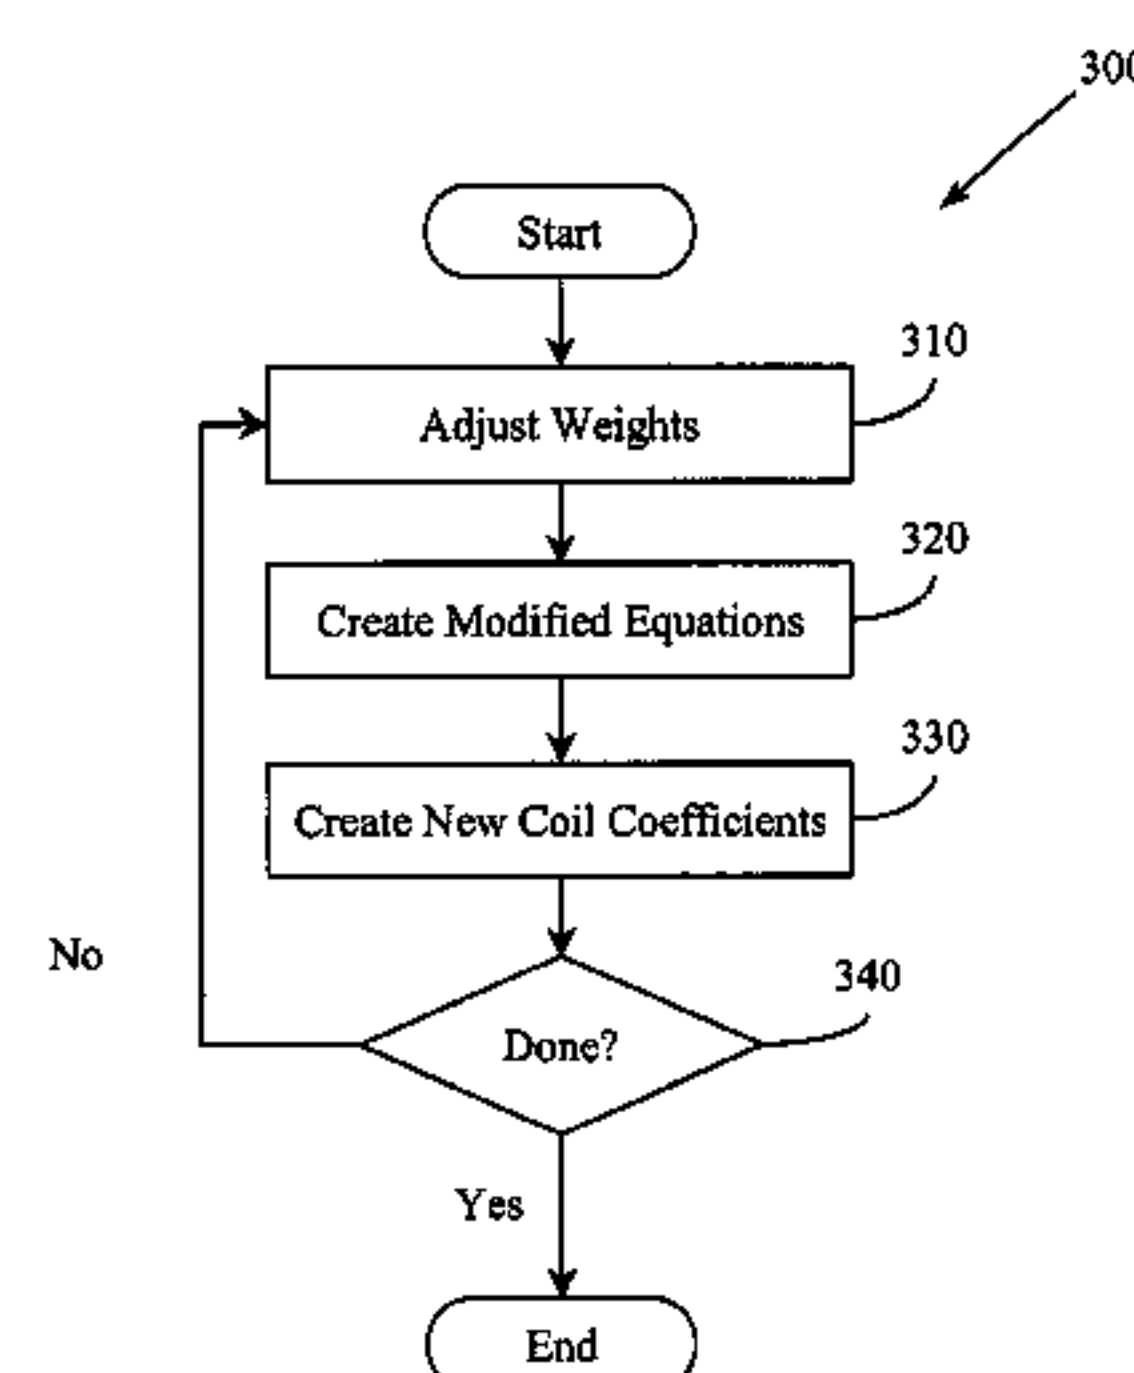 300
Start
310
Adjust Weights
320
Create Modified Equations
330
Create New Coil Coefficients
No
340
Done?
Yes
End